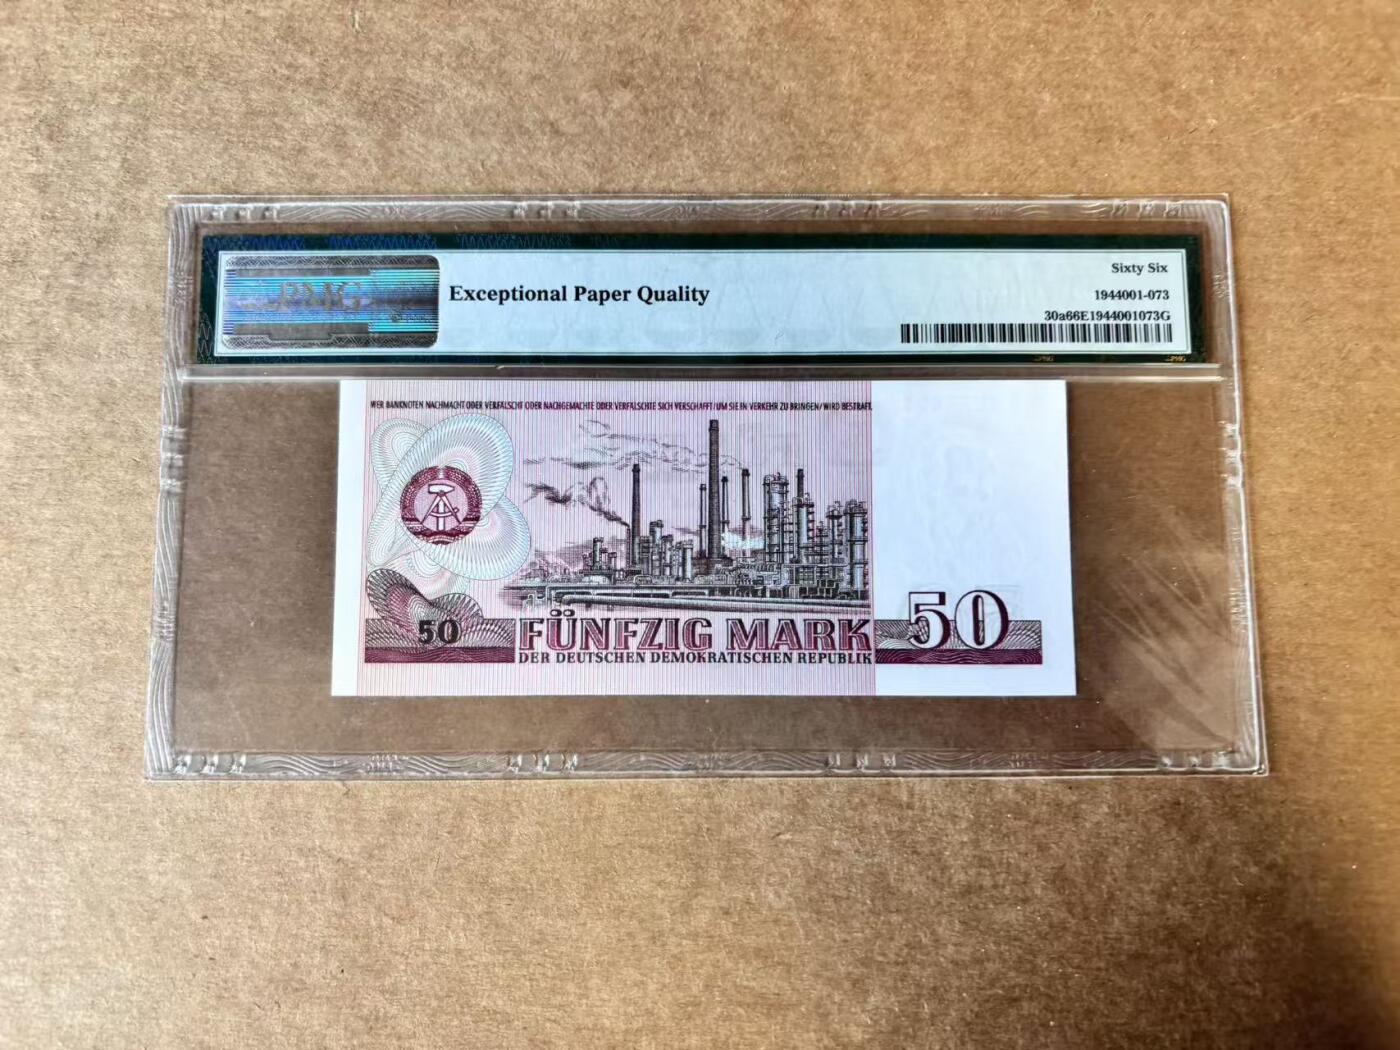 PMG
Exceptional Paper Quality
Sixty Six
1944001-073
30a66E1944001073G
WER BANKNOTEN NACHMACHT ODER VERFÄLSCHT ODER NACHGEMACHTE ODER VERFÄLSCHTE SICH VERSCHAFFT/UM SIE IN VERKEHR ZU BRINGEN/WIRD BESTRAFT.
50
FÜNFZIG MARK
DER DEUTSCHEN DEMOKRATISCHEN REPUBLIK
50